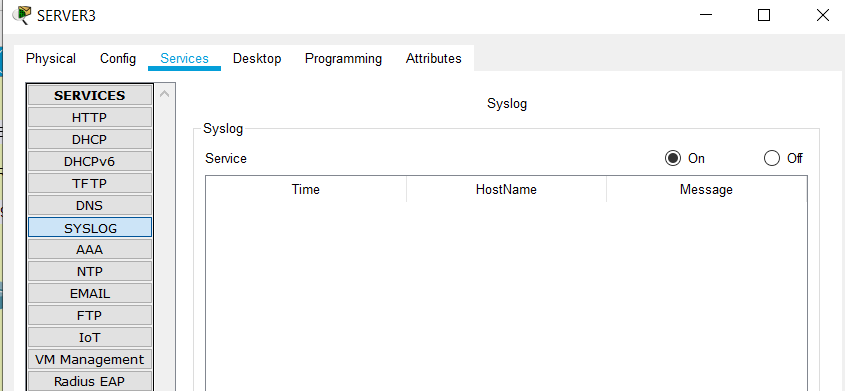 SERVER3
Physical Config Services Desktop Programming Attributes
SERVICES
HTTP
DHCP
DHCPv6
TFTP
DNS
SYSLOG
AAA
NTP
EMAIL
FTP
IoT
VM Management
Radius EAP
Syslog
Syslog
Service On Off
Time HostName Message